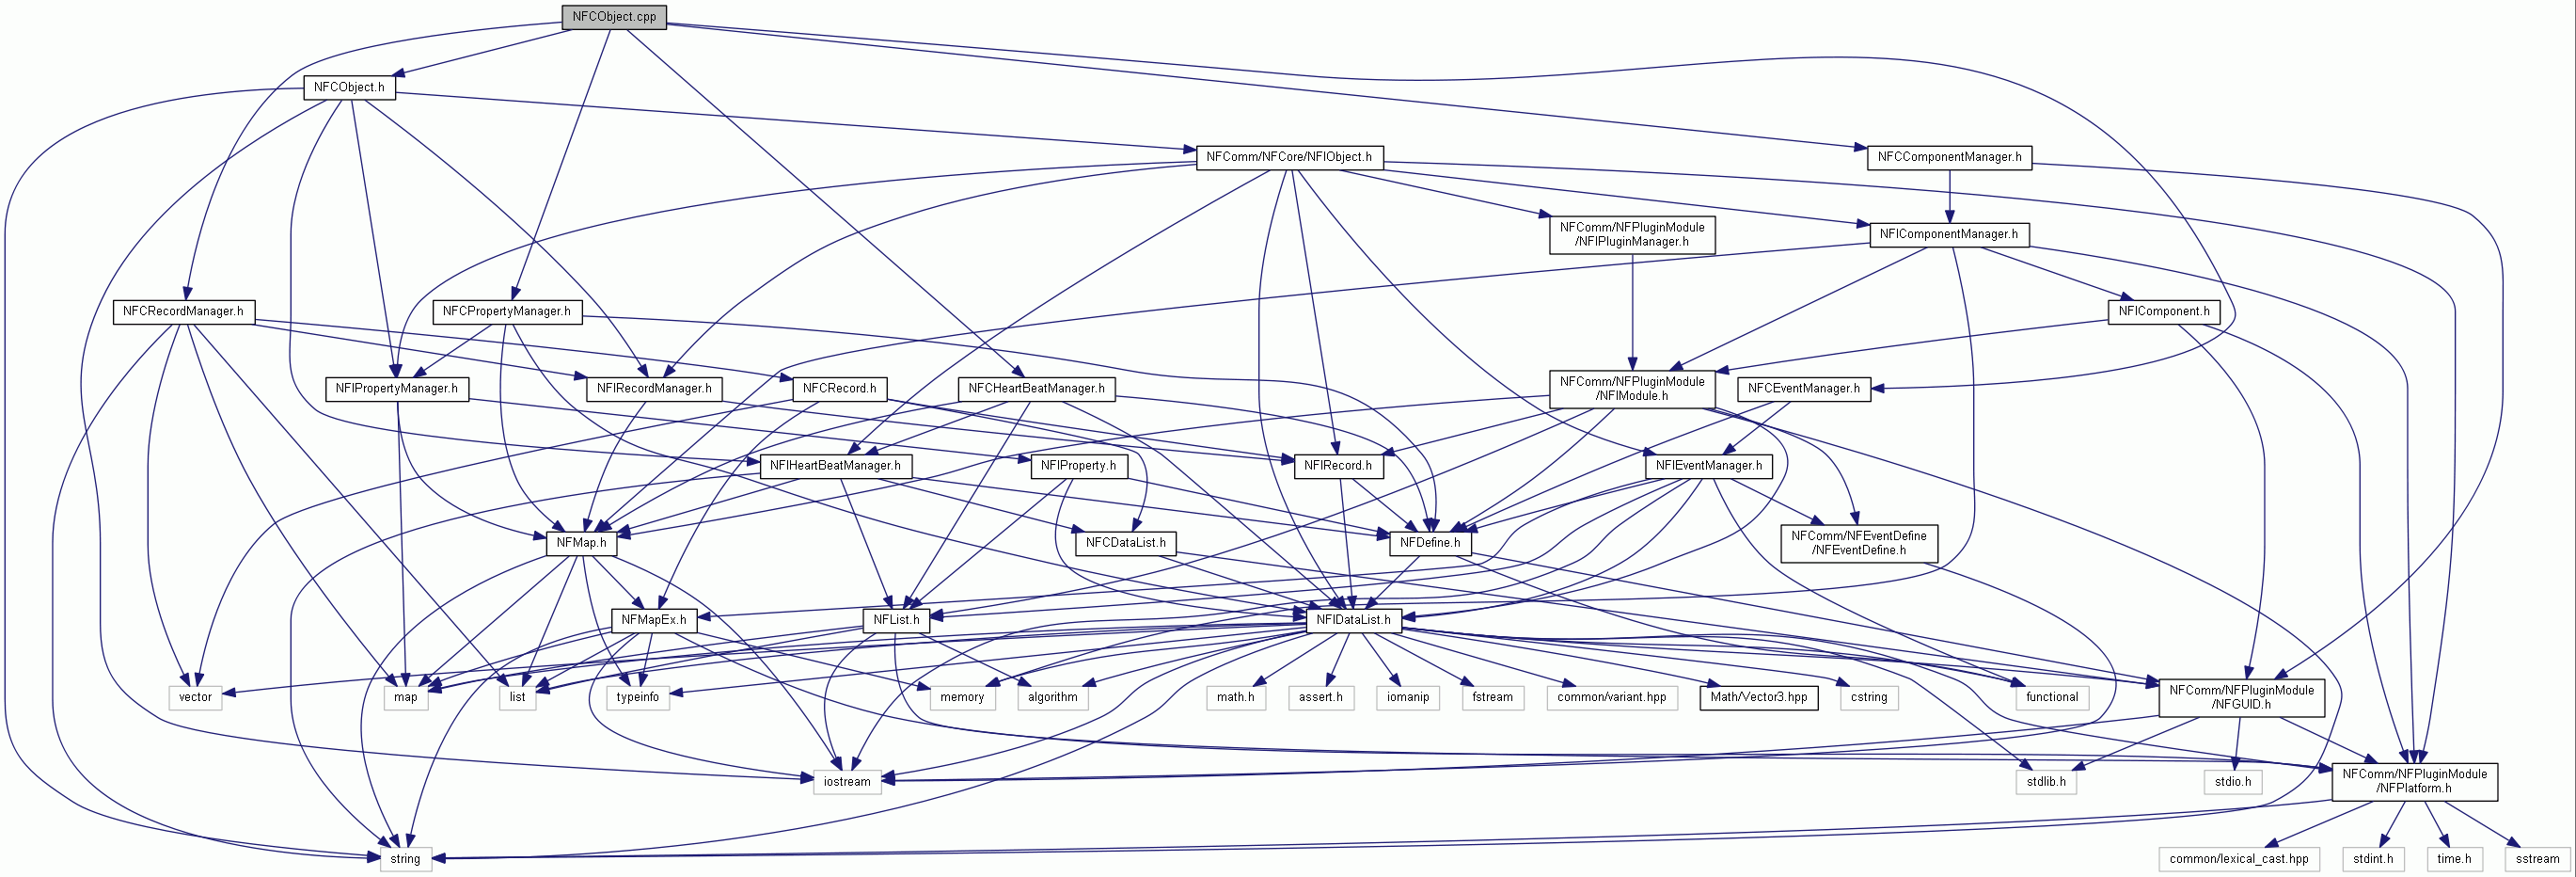 NFCObject.cpp
NFCObject.h
NFComm/NFCore/NFIObject.h
NFCComponentManager.h
NFComm/NFPluginModule
/NFIPluginManager.h
NFIComponentManager.h
NFCRecordManager.h
NFCPropertyManager.h
NFIComponent.h
NFIPropertyManager.h
NFIRecordManager.h
NFCRecord.h
NFCHeartBeatManager.h
NFComm/NFPluginModule
/NFIModule.h
NFCEventManager.h
NFIHeartBeatManager.h
NFIProperty.h
NFIRecord.h
NFIEventManager.h
NFMap.h
NFCDataList.h
NFDefine.h
NFComm/NFEventDefine
/NFEventDefine.h
NFMapEx.h
NFList.h
NFIDataList.h
vector
map
list
typeinfo
memory
algorithm
math.h
assert.h
iomanip
fstream
common/variant.hpp
Math/Vector3.hpp
cstring
functional
NFComm/NFPluginModule
/NFGUID.h
iostream
stdlib.h
stdio.h
NFComm/NFPluginModule
/NFPlatform.h
string
common/lexical_cast.hpp
stdint.h
time.h
sstream